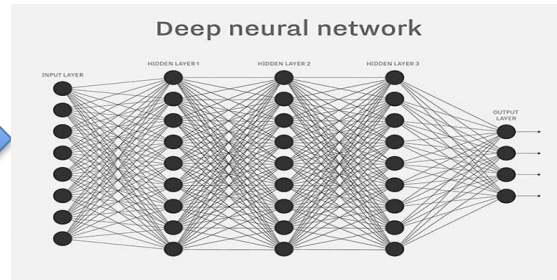 Deep neural network
INPUT LAYER
HIDDEN LAYER 1
HIDDEN LAYER 2
HIDDEN LAYER 3
OUTPUT
LAYER